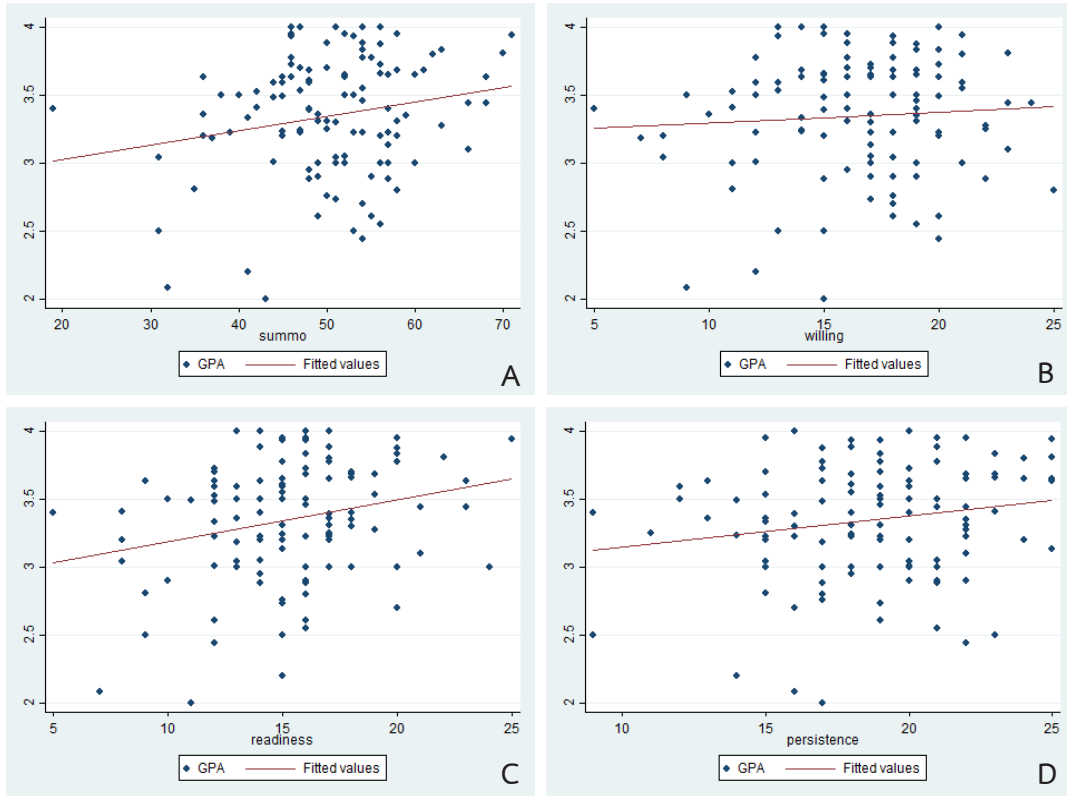 4
3.5
3
2.5
2
20 30 40 50 60 70
summo
GPA Fitted values
A
4
3.5
3
2.5
2
5 10 15 20 25
willing
GPA Fitted values
B
4
3.5
3
2.5
2
5 10 15 20 25
readiness
GPA Fitted values
C
4
3.5
3
2.5
2
10 15 20 25
persistence
GPA Fitted values
D